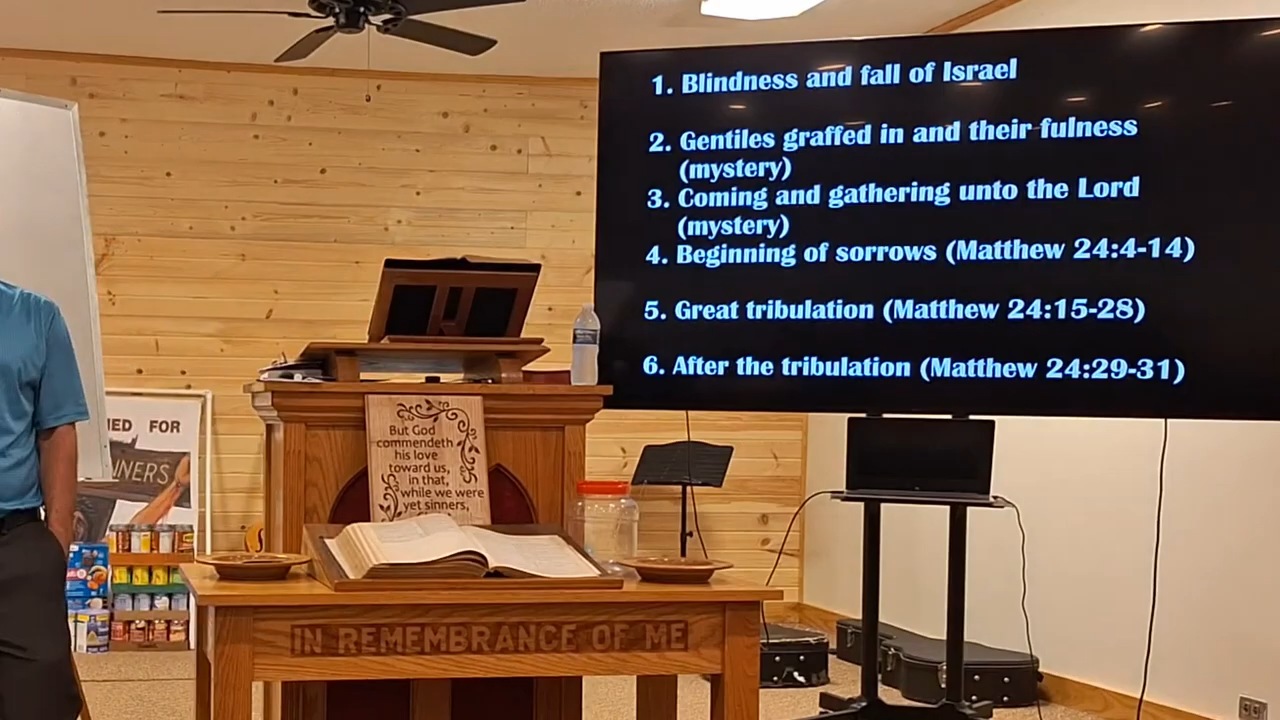 1. Blindness and fall of Israel
2. Gentiles graffed in and their fulness
(mystery)
3. Coming and gathering unto the Lord
(mystery)
4. Beginning of sorrows (Matthew 24:4-14)
5. Great tribulation (Matthew 24:15-28)
6. After the tribulation (Matthew 24:29-31)
But God
commendeth
his love
toward us,
in that,
while we were
yet sinners,
FOR
IN REMEMBRANCE OF ME